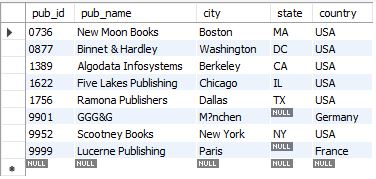 pub_id pub_name city state country
0736 New Moon Books Boston MA USA
0877 Binnet & Hardley Washington DC USA
1389 Algodata Infosystems Berkeley CA USA
1622 Five Lakes Publishing Chicago IL USA
1756 Ramona Publishers Dallas TX USA
9901 GGG&G M?nchen NULL Germany
9952 Scootney Books New York NY USA
9999 Lucerne Publishing Paris NULL France
NULL NULL NULL NULL NULL